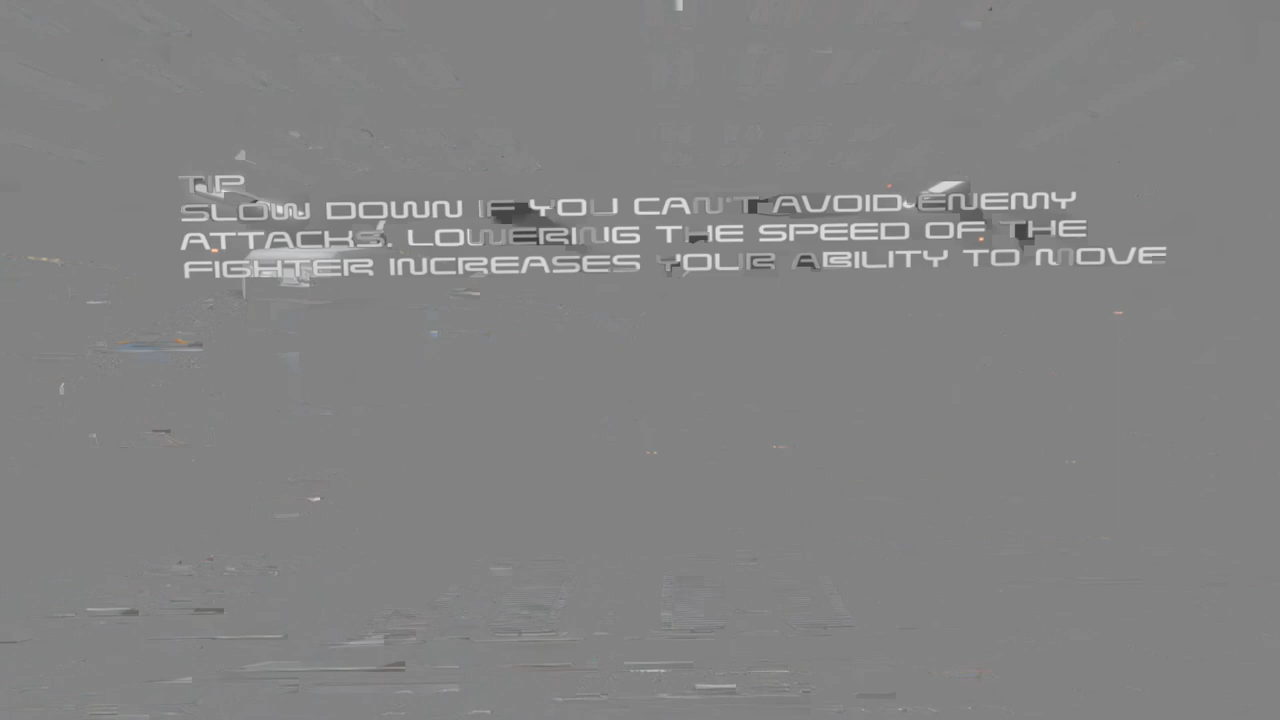 TIP
SLOW DOWN IF YOU CAN'T AVOID ENEMY
ATTACKS. LOWERING THE SPEED OF THE
FIGHTER INCREASES YOUR ABILITY TO MOVE